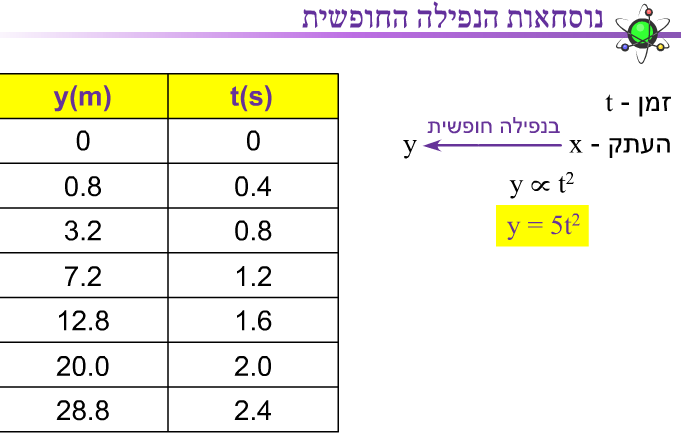 נוסחאות הנפילה החופשית
t - זמן
x - העתק
בנפילה חופשית
y
y ∝ t²
y = 5t²
y(m) t(s)
0 0
0.8 0.4
3.2 0.8
7.2 1.2
12.8 1.6
20.0 2.0
28.8 2.4